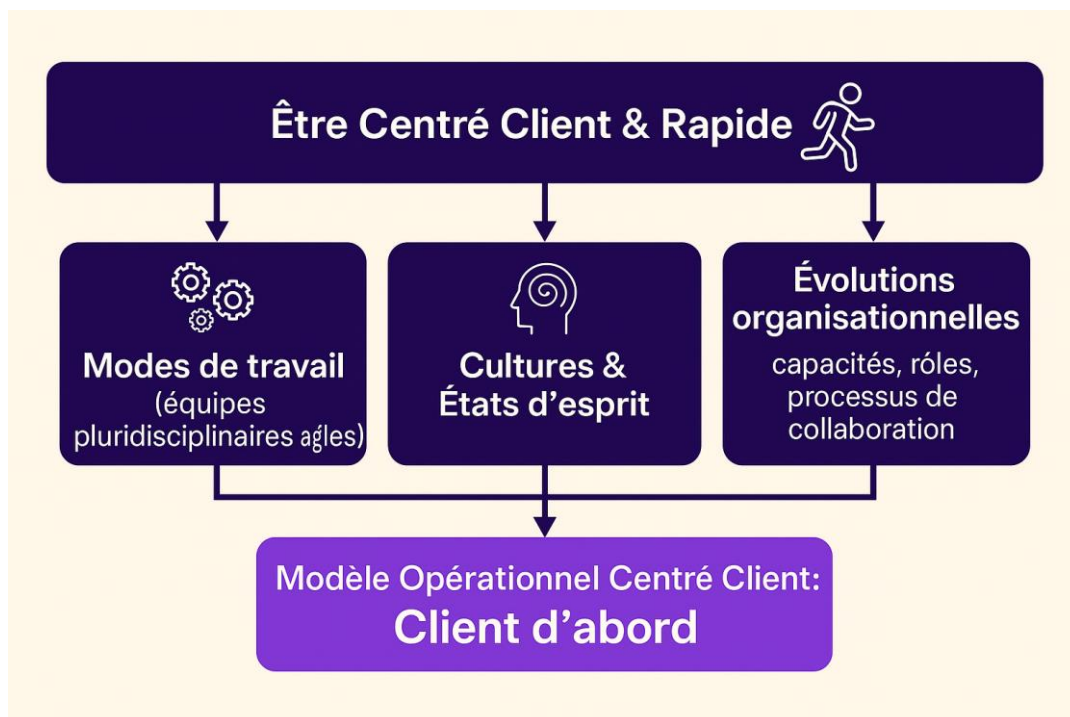 Être Centré Client & Rapide
Modes de travail
(équipes
pluridisciplinaires agîles)
Cultures &
États d'esprit
Évolutions
organisationnelles
capacités, róles,
processus de
collaboration
Modèle Opérationnel Centré Client:
Client d'abord